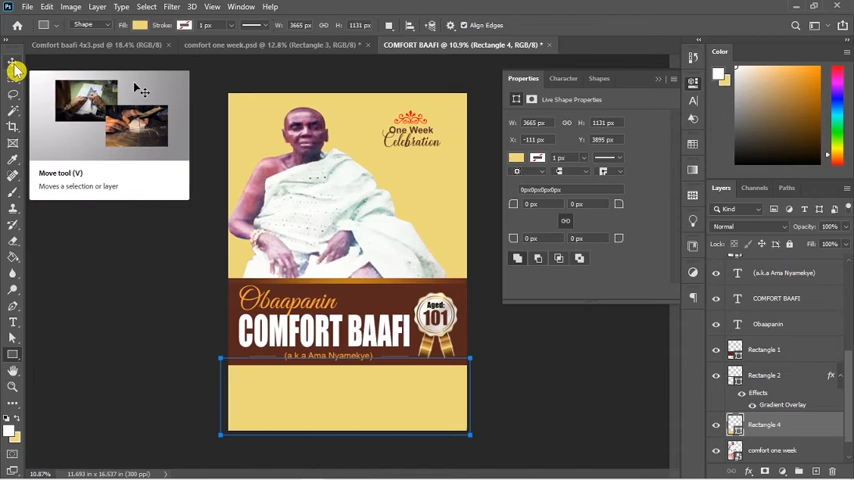 File Edit Image Layer Type Select Filter 3D View Window Help
Shape Fill: Stroke: 1 px W: 3665 px H: 1131 px Align Edges
Comfort baafi 4x3.psd @ 18.4% (RGB/8) × comfort one week.psd @ 12.8% (Rectangle 3, RGB/8) * × COMFORT BAAFI @ 10.9% (Rectangle 4, RGB/8) * ×
Move tool (V)
Moves a selection or layer
One Week
Celebration
Obaapanin
COMFORT BAAFI
(a.k.a Ama Nyamekye)
Aged:
101
Properties Character Shapes
Live Shape Properties
W: 3665 px H: 1131 px
X: -111 px Y: 3895 px
1 px
0px0px0px0px
0 px 0 px
0 px 0 px
Color
Layers Channels Paths
Kind
Normal Opacity: 100%
Lock: Fill: 100%
(a.k.a Ama Nyamekye)
COMFORT BAAFI
Obaapanin
Rectangle 1
Rectangle 2 fx
Effects
Gradient Overlay
Rectangle 4
comfort one week
10.87% 11.693 in x 16.537 in (300 ppi)